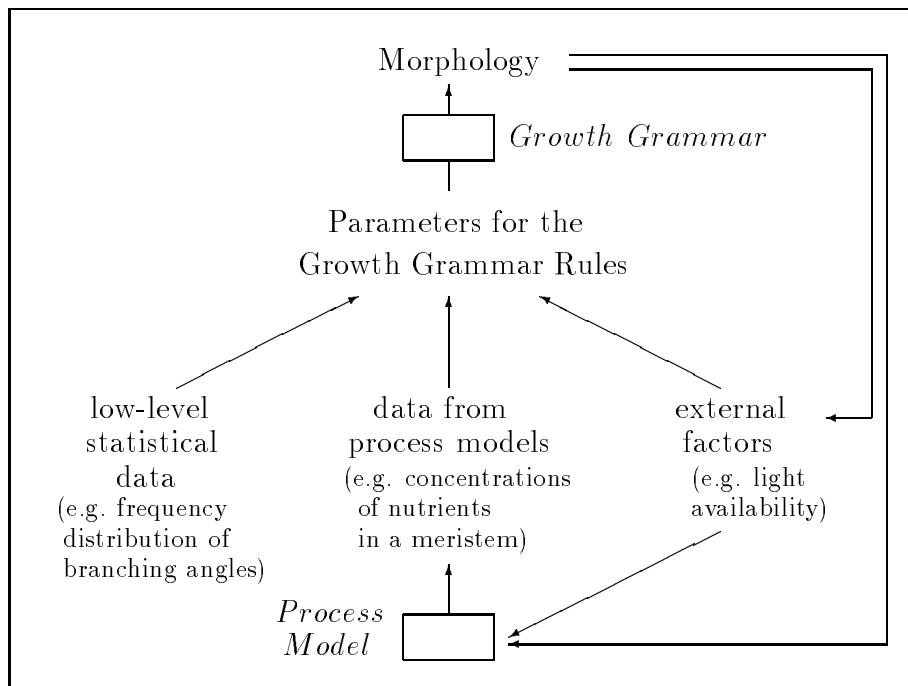 Morphology
Growth Grammar
Parameters for the
Growth Grammar Rules
low-level
statistical
data
(e.g. frequency
distribution of
branching angles)
data from
process models
(e.g. concentrations
of nutrients
in a meristem)
external
factors
(e.g. light
availability)
Process
Model